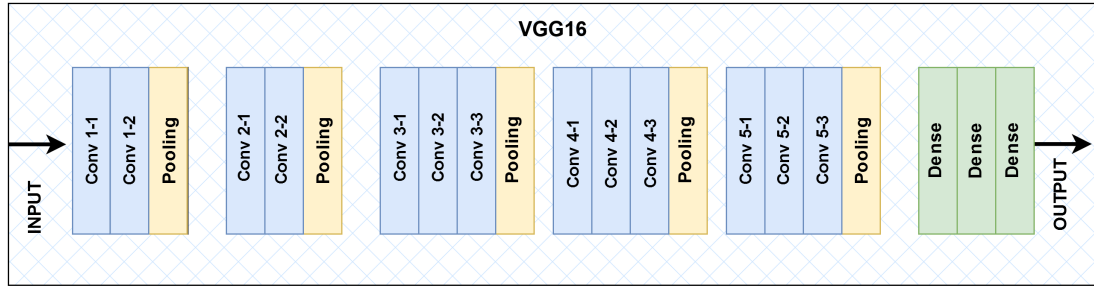 VGG16
INPUT
Conv 1-1
Conv 1-2
Pooling
Conv 2-1
Conv 2-2
Pooling
Conv 3-1
Conv 3-2
Conv 3-3
Pooling
Conv 4-1
Conv 4-2
Conv 4-3
Pooling
Conv 5-1
Conv 5-2
Conv 5-3
Pooling
Dense
Dense
Dense
OUTPUT